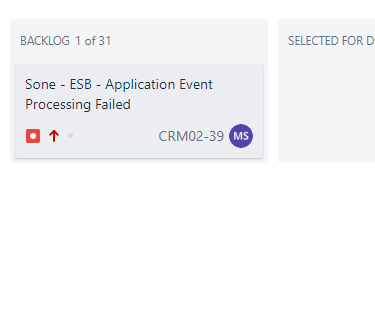 BACKLOG 1 of 31
SELECTED FOR D
Sone - ESB - Application Event
Processing Failed
CRM02-39
MS